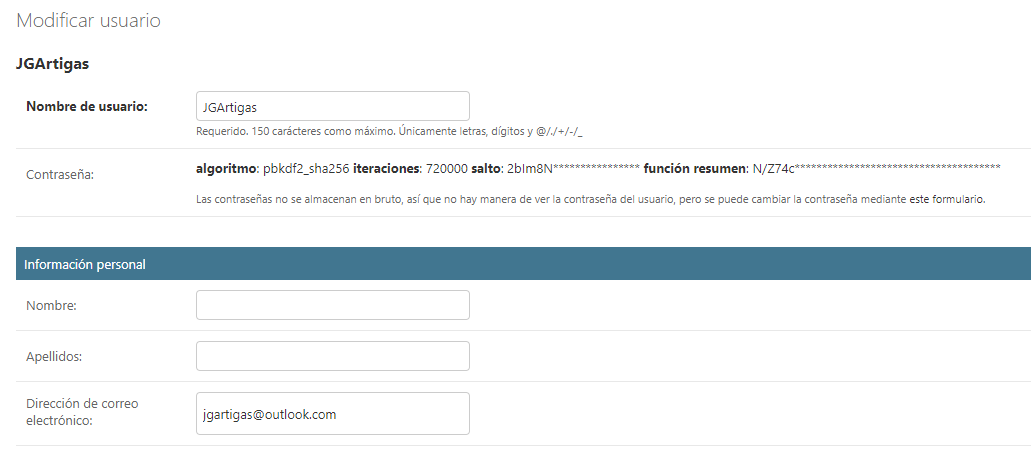 Modificar usuario
JGArtigas
Nombre de usuario: JGArtigas
Requerido. 150 carácteres como máximo. Únicamente letras, dígitos y @/./+/-/_
Contraseña: algoritmo: pbkdf2_sha256 iteraciones: 720000 salto: 2bIm8N**************** función resumen: N/Z74c**************************************
Las contraseñas no se almacenan en bruto, así que no hay manera de ver la contraseña del usuario, pero se puede cambiar la contraseña mediante este formulario.
Información personal
Nombre:
Apellidos:
Dirección de correo
electrónico:
jgartigas@outlook.com